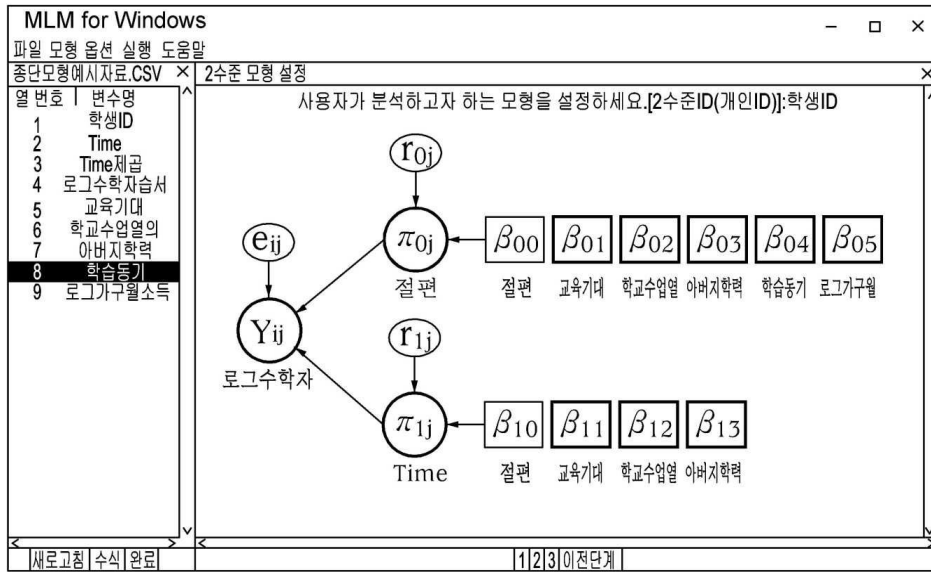 MLM for Windows
파일 모형 옵션 실행 도움말
종단모형예시자료.CSV ×
2수준 모형 설정 ×
열 번호 | 변수명
1 학생ID
2 Time
3 Time제곱
4 로그수학자습서
5 교육기대
6 학교수업열의
7 아버지학력
8 학습동기
9 로그가구월소득
새로고침 | 수식 | 완료
사용자가 분석하고자 하는 모형을 설정하세요.[2수준ID(개인ID)]:학생ID
r0j
eij
π0j β00 β01 β02 β03 β04 β05
절편 절편 교육기대 학교수업열 아버지학력 학습동기 로그가구월
Yij
로그수학자
r1j
π1j β10 β11 β12 β13
Time 절편 교육기대 학교수업열 아버지학력
1 | 2 | 3 | 이전단계